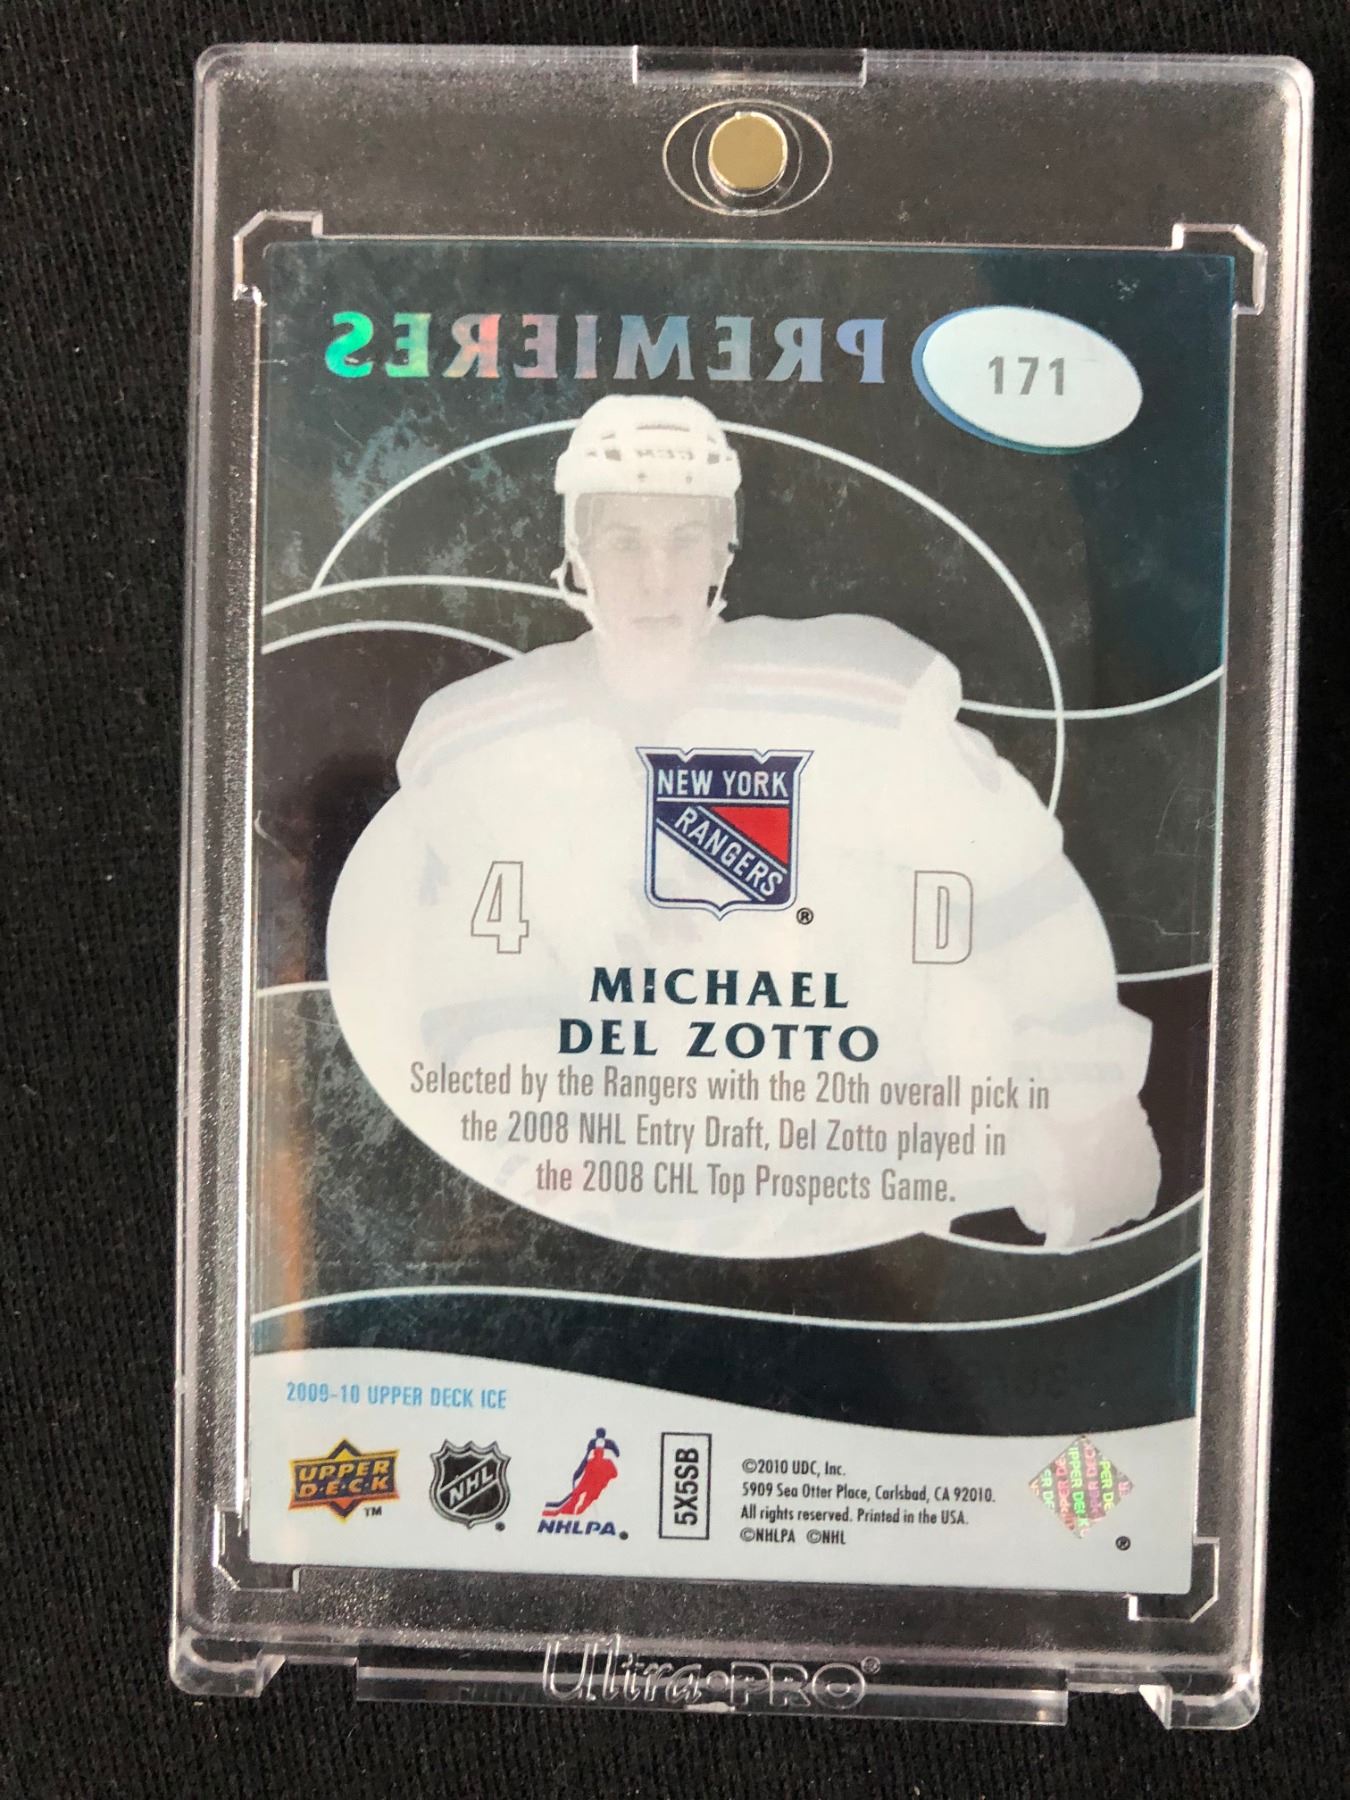 PREMIERES
171
CCM
NEW YORK
RANGERS
®
4 D
MICHAEL
DEL ZOTTO
Selected by the Rangers with the 20th overall pick in
the 2008 NHL Entry Draft, Del Zotto played in
the 2008 CHL Top Prospects Game.
2009-10 UPPER DECK ICE
UPPER
D·E·C·K
TM
NHL
NHLPA
5X5SB
©2010 UDC, Inc.
5909 Sea Otter Place, Carlsbad, CA 92010.
All rights reserved. Printed in the USA.
©NHLPA ©NHL
®
Ultra•PRO®